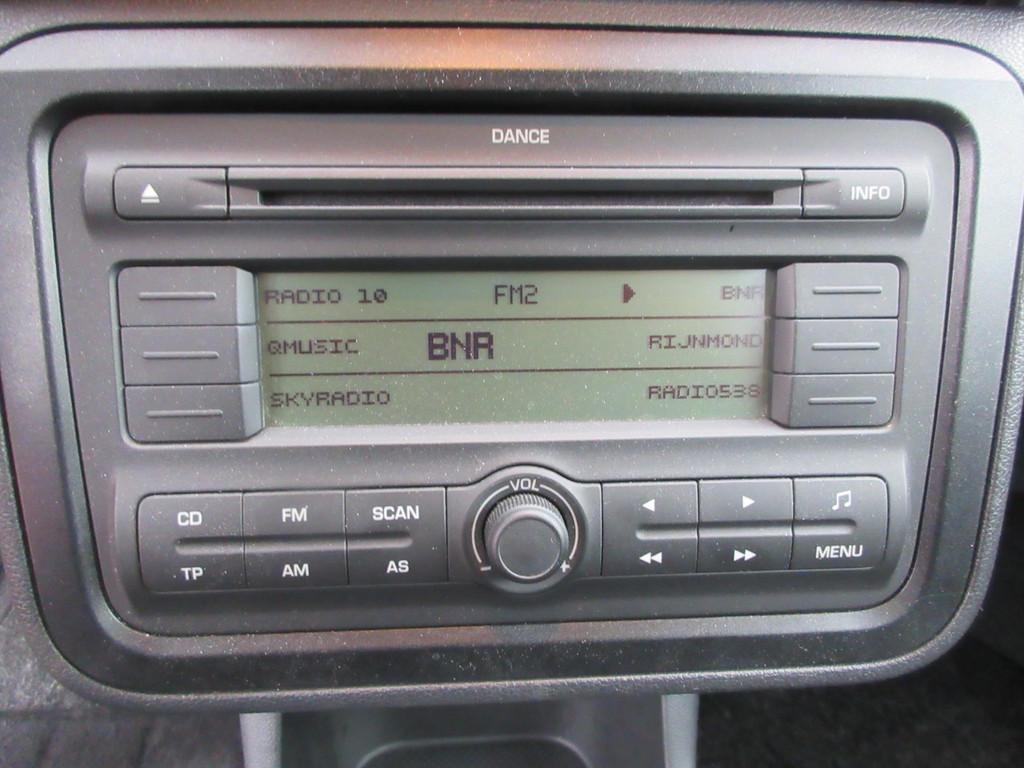 DANCE
INFO
RADIO 10 FM2 BNR
QMUSIC BNR RIJNMOND
SKYRADIO RADIO538
VOL
CD FM SCAN
TP AM AS MENU
- +